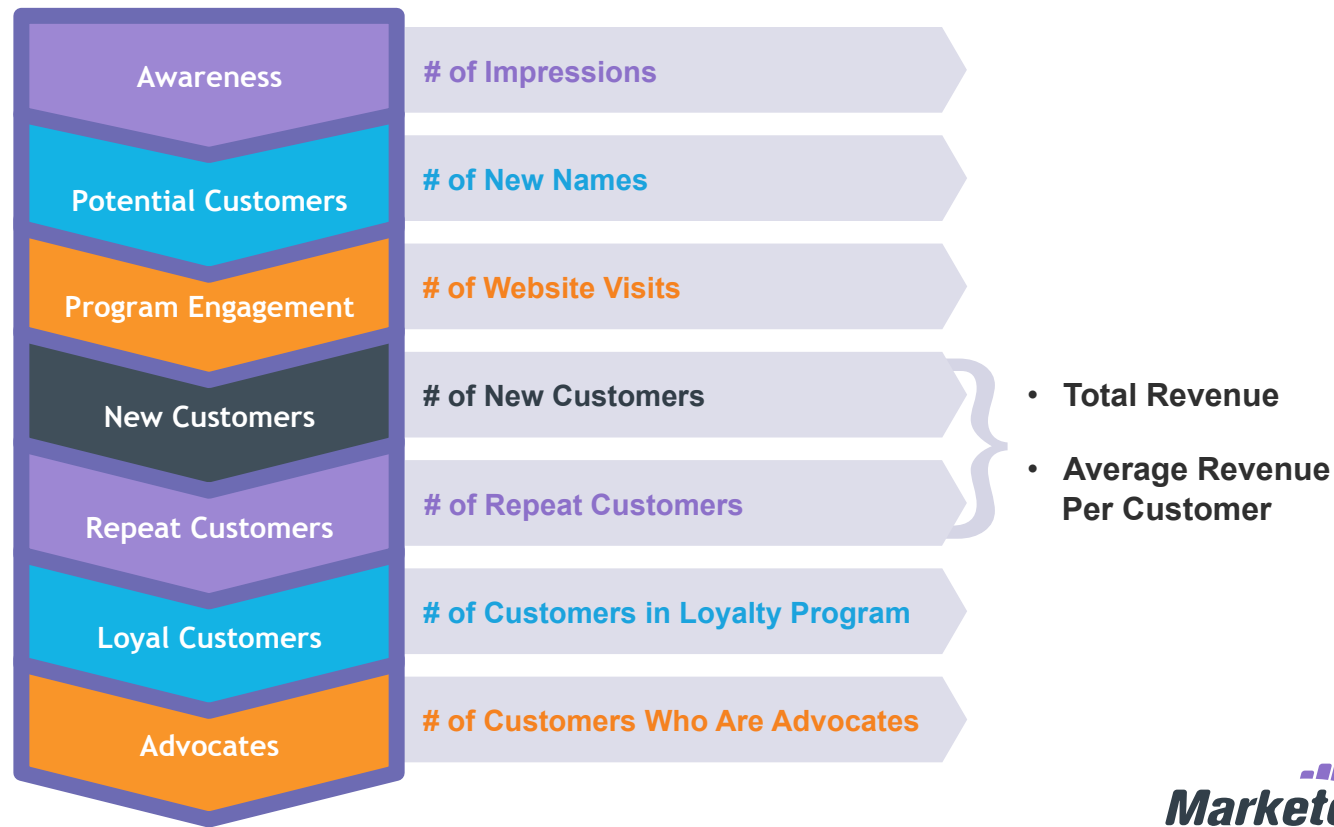 Awareness
# of Impressions
Potential Customers
# of New Names
Program Engagement
# of Website Visits
New Customers
# of New Customers
Repeat Customers
# of Repeat Customers
• Total Revenue
• Average Revenue
Per Customer
Loyal Customers
# of Customers in Loyalty Program
Advocates
# of Customers Who Are Advocates